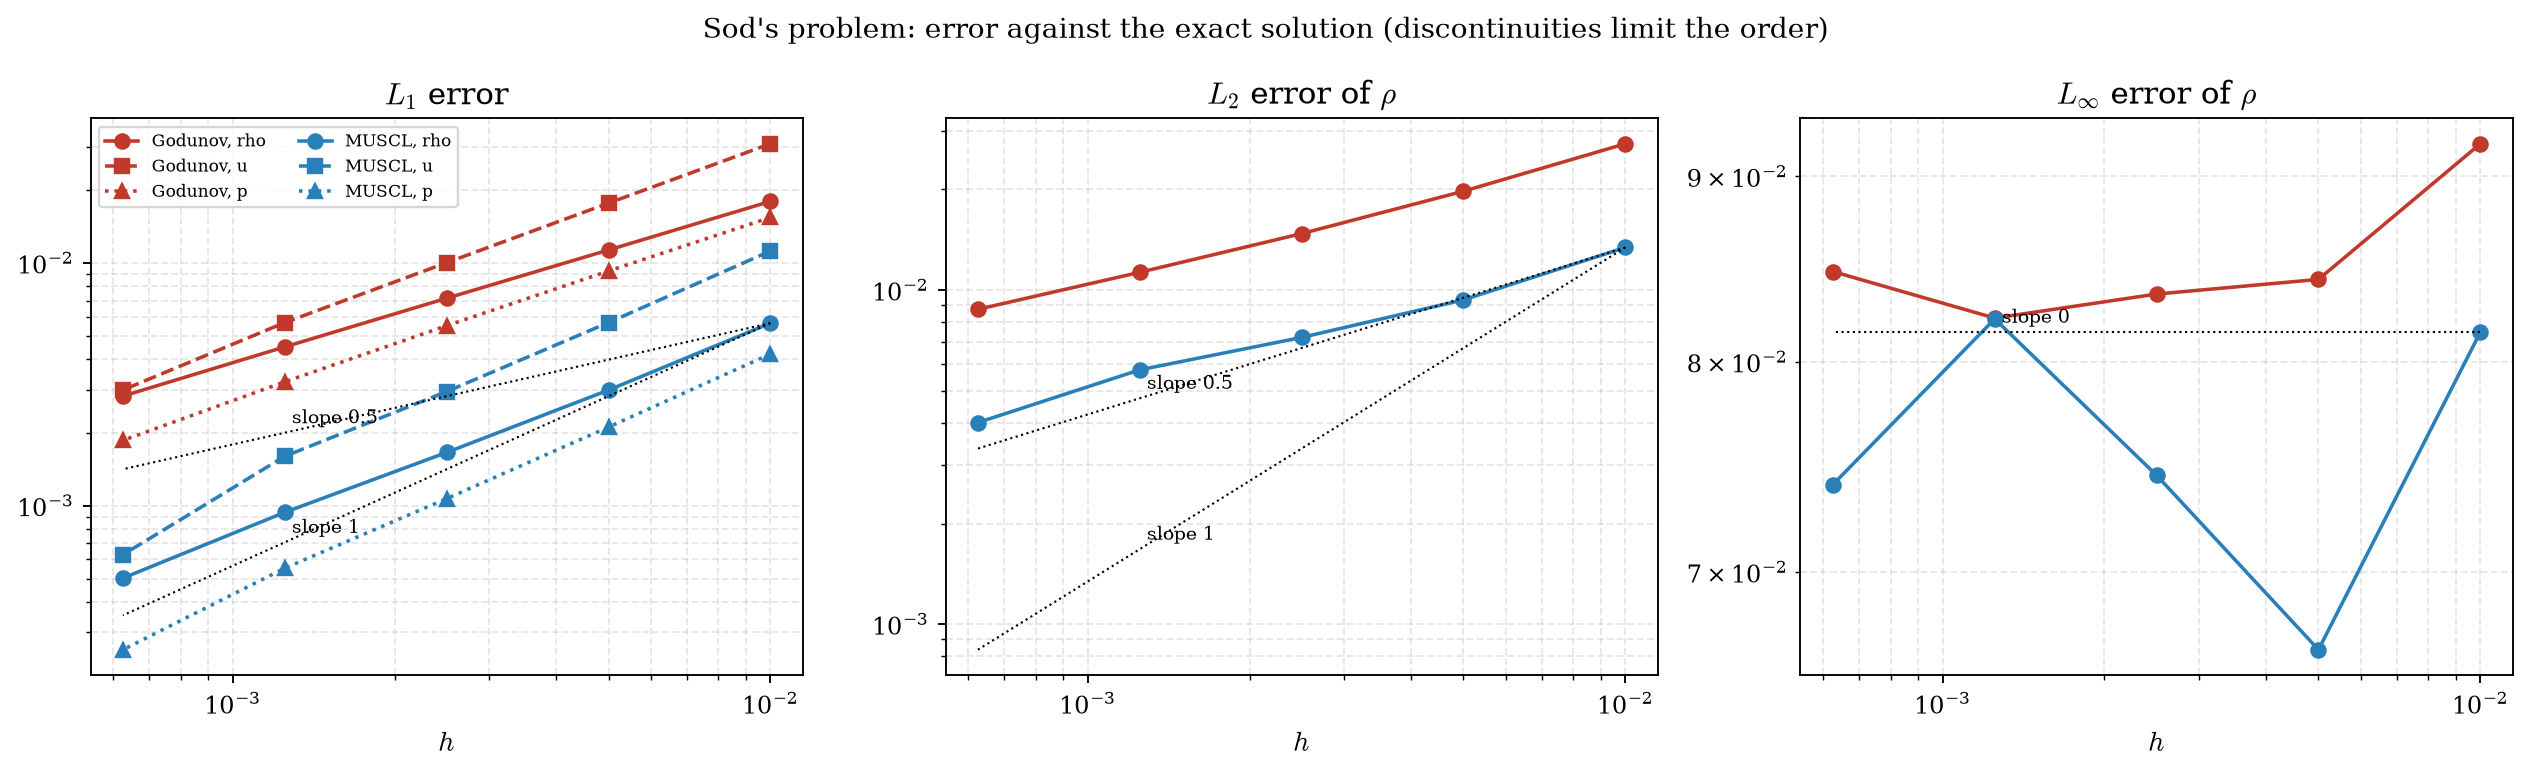 Sod's problem: error against the exact solution (discontinuities limit the order)
L₁ error
Godunov, rho
Godunov, u
Godunov, p
MUSCL, rho
MUSCL, u
MUSCL, p
slope 0.5
slope 1
10⁻²
10⁻³
10⁻³
10⁻²
h
L₂ error of ρ
slope 0.5
slope 1
10⁻²
10⁻³
10⁻³
10⁻²
h
L∞ error of ρ
slope 0
9 × 10⁻²
8 × 10⁻²
7 × 10⁻²
10⁻³
10⁻²
h